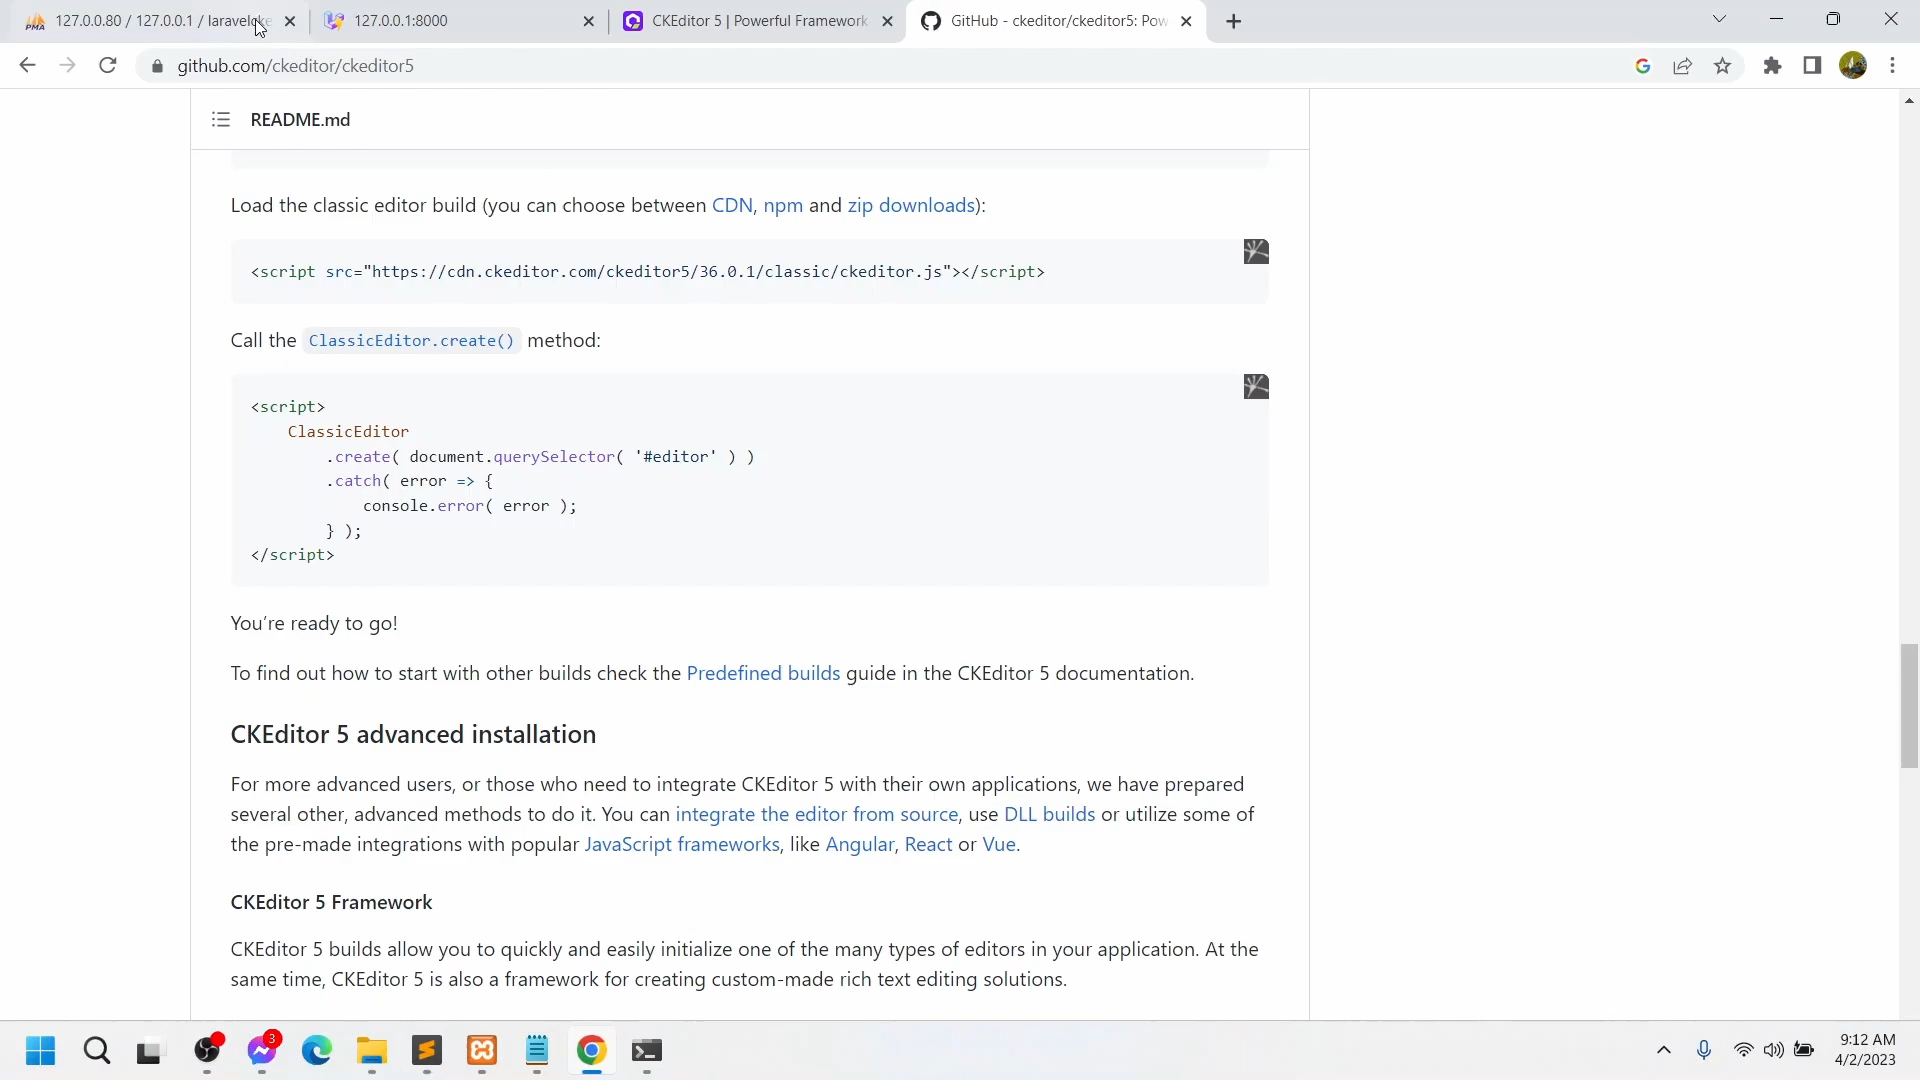 127.0.0.80 / 127.0.0.1 / laravelcke
127.0.0.1:8000
CKEditor 5 | Powerful Framework
GitHub - ckeditor/ckeditor5: Pow
github.com/ckeditor/ckeditor5
README.md
Load the classic editor build (you can choose between CDN, npm and zip downloads):
<script src="https://cdn.ckeditor.com/ckeditor5/36.0.1/classic/ckeditor.js"></script>
Call the ClassicEditor.create() method:
<script>
    ClassicEditor
        .create( document.querySelector( '#editor' ) )
        .catch( error => {
            console.error( error );
        } );
</script>
You're ready to go!
To find out how to start with other builds check the Predefined builds guide in the CKEditor 5 documentation.
CKEditor 5 advanced installation
For more advanced users, or those who need to integrate CKEditor 5 with their own applications, we have prepared
several other, advanced methods to do it. You can integrate the editor from source, use DLL builds or utilize some of
the pre-made integrations with popular JavaScript frameworks, like Angular, React or Vue.
CKEditor 5 Framework
CKEditor 5 builds allow you to quickly and easily initialize one of the many types of editors in your application. At the
same time, CKEditor 5 is also a framework for creating custom-made rich text editing solutions.
3
9:12 AM
4/2/2023